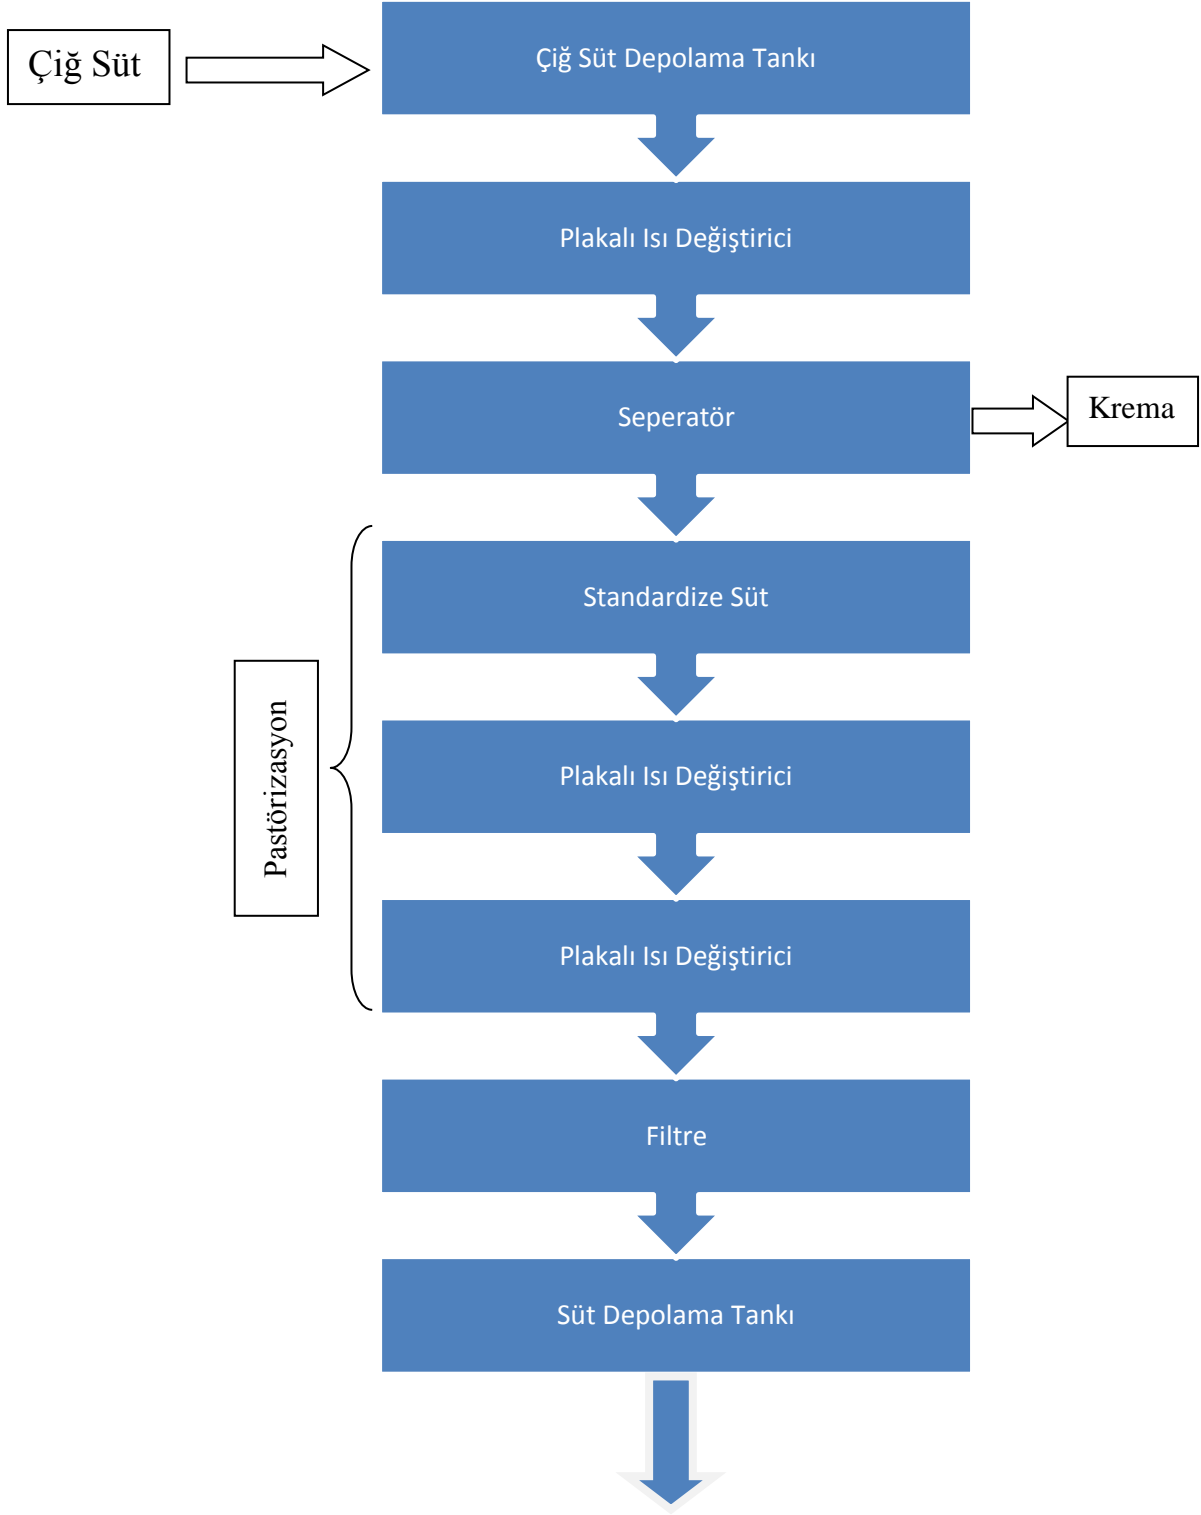 Çiğ Süt
Çiğ Süt Depolama Tankı
Plakalı Isı Değiştirici
Seperatör
Krema
Standardize Süt
Pastörizasyon
Plakalı Isı Değiştirici
Plakalı Isı Değiştirici
Filtre
Süt Depolama Tankı